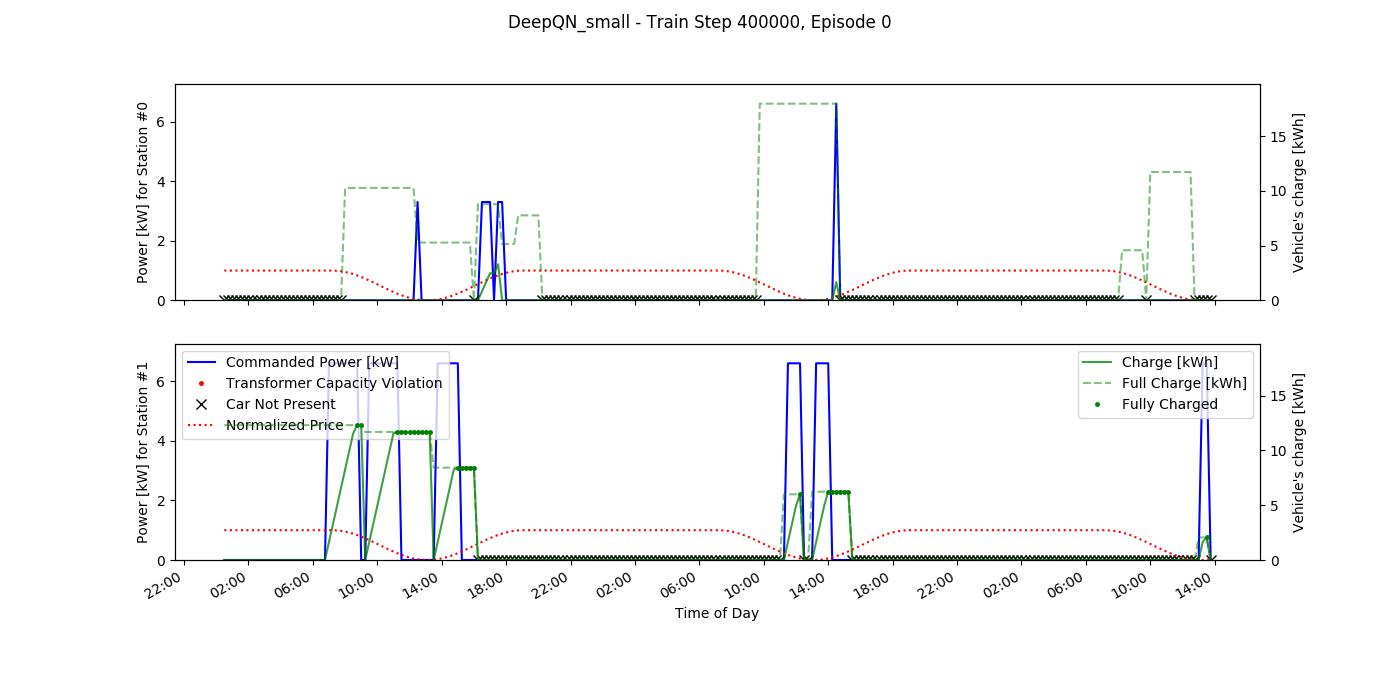 DeepQN_small - Train Step 400000, Episode 0
Power [kW] for Station #0
6
4
2
0
15
10
5
0
Vehicle's charge [kWh]
Power [kW] for Station #1
6
4
2
0
Commanded Power [kW]
Transformer Capacity Violation
Car Not Present
Normalized Price
Charge [kWh]
Full Charge [kWh]
Fully Charged
15
10
5
0
Vehicle's charge [kWh]
22:00 02:00 06:00 10:00 14:00 18:00 22:00 02:00 06:00 10:00 14:00 18:00 22:00 02:00 06:00 10:00 14:00
Time of Day